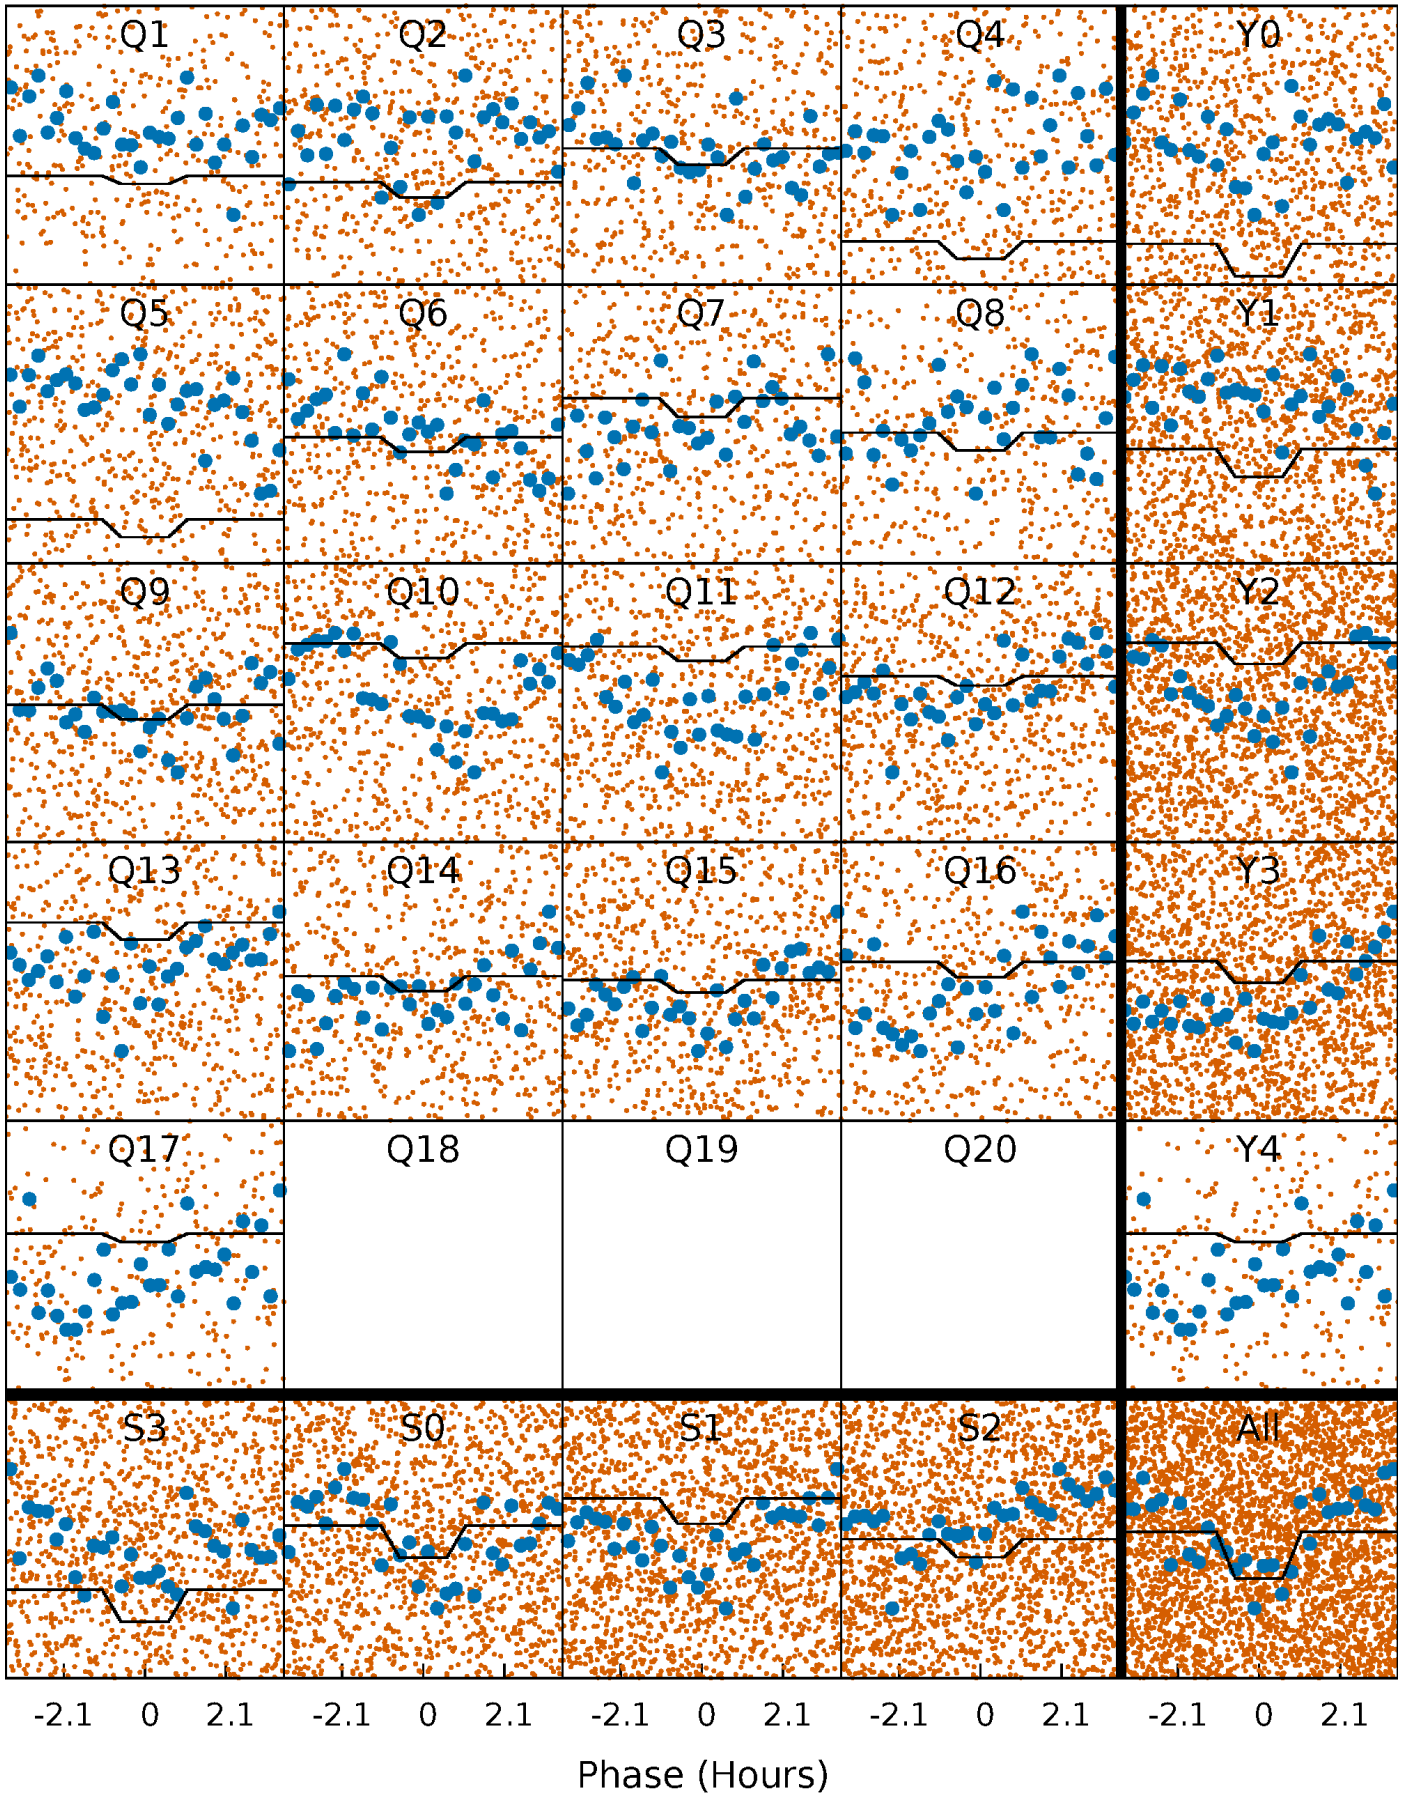 Q1 Q2 Q3 Q4 Y0
Q5 Q6 Q7 Q8 Y1
Q9 Q10 Q11 Q12 Y2
Q13 Q14 Q15 Q16 Y3
Q17 Q18 Q19 Q20 Y4
S3 S0 S1 S2 All
-2.1 0 2.1 -2.1 0 2.1 -2.1 0 2.1 -2.1 0 2.1 -2.1 0 2.1
Phase (Hours)